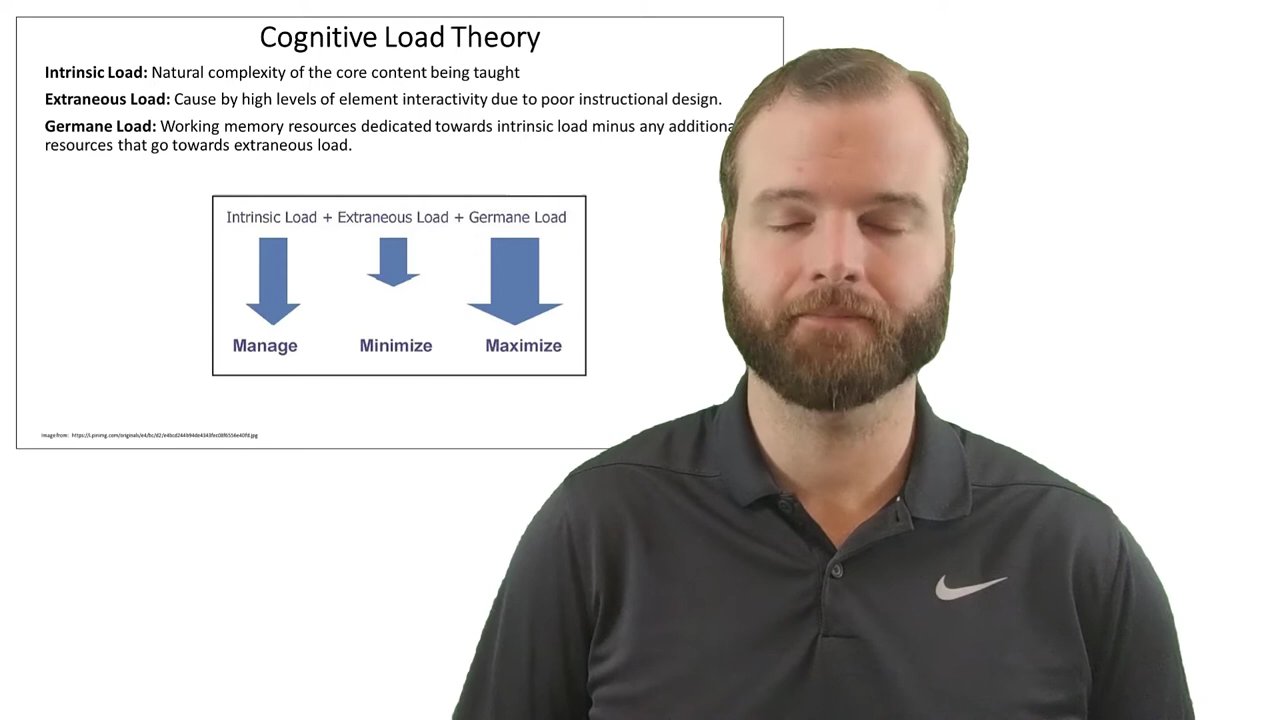 Cognitive Load Theory
Intrinsic Load: Natural complexity of the core content being taught
Extraneous Load: Cause by high levels of element interactivity due to poor instructional design.
Germane Load: Working memory resources dedicated towards intrinsic load minus any additiona
resources that go towards extraneous load.
Intrinsic Load + Extraneous Load + Germane Load
Manage Minimize Maximize
Image from: